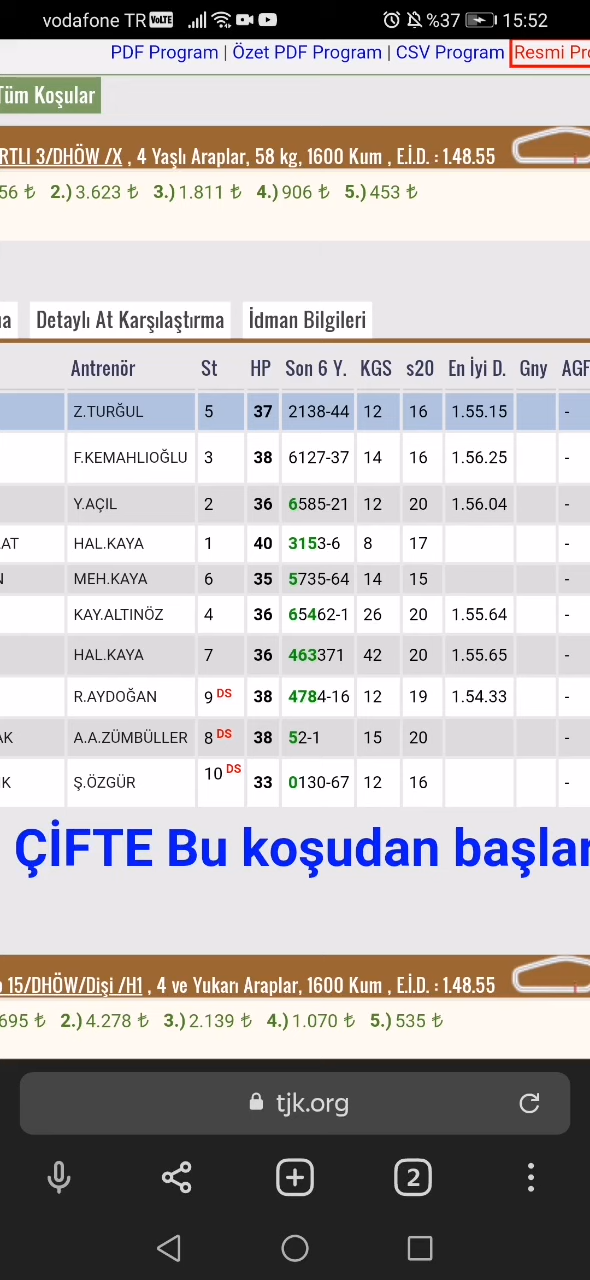 vodafone TR VoLTE %37 15:52
PDF Program | Özet PDF Program | CSV Program Resmi Pro
Tüm Koşular
RTLI 3/DHÖW /X , 4 Yaşlı Araplar, 58 kg, 1600 Kum , E.İ.D. : 1.48.55
56 ₺ 2.) 3.623 ₺ 3.) 1.811 ₺ 4.) 906 ₺ 5.) 453 ₺
a Detaylı At Karşılaştırma İdman Bilgileri
Antrenör St HP Son 6 Y. KGS s20 En İyi D. Gny AGF
Z.TURĞUL 5 37 2138-44 12 16 1.55.15 -
F.KEMAHLIOĞLU 3 38 6127-37 14 16 1.56.25 -
Y.AÇIL 2 36 6585-21 12 20 1.56.04 -
AT HAL.KAYA 1 40 3153-6 8 17 -
N MEH.KAYA 6 35 5735-64 14 15 -
KAY.ALTINÖZ 4 36 65462-1 26 20 1.55.64 -
HAL.KAYA 7 36 463371 42 20 1.55.65 -
R.AYDOĞAN 9 DS 38 4784-16 12 19 1.54.33 -
AK A.A.ZÜMBÜLLER 8 DS 38 52-1 15 20 -
K Ş.ÖZGÜR 10 DS 33 0130-67 12 16 -
ÇİFTE Bu koşudan başlar
15/DHÖW/Dişi /H1 , 4 ve Yukarı Araplar, 1600 Kum , E.İ.D. : 1.48.55
695 ₺ 2.) 4.278 ₺ 3.) 2.139 ₺ 4.) 1.070 ₺ 5.) 535 ₺
tjk.org
2